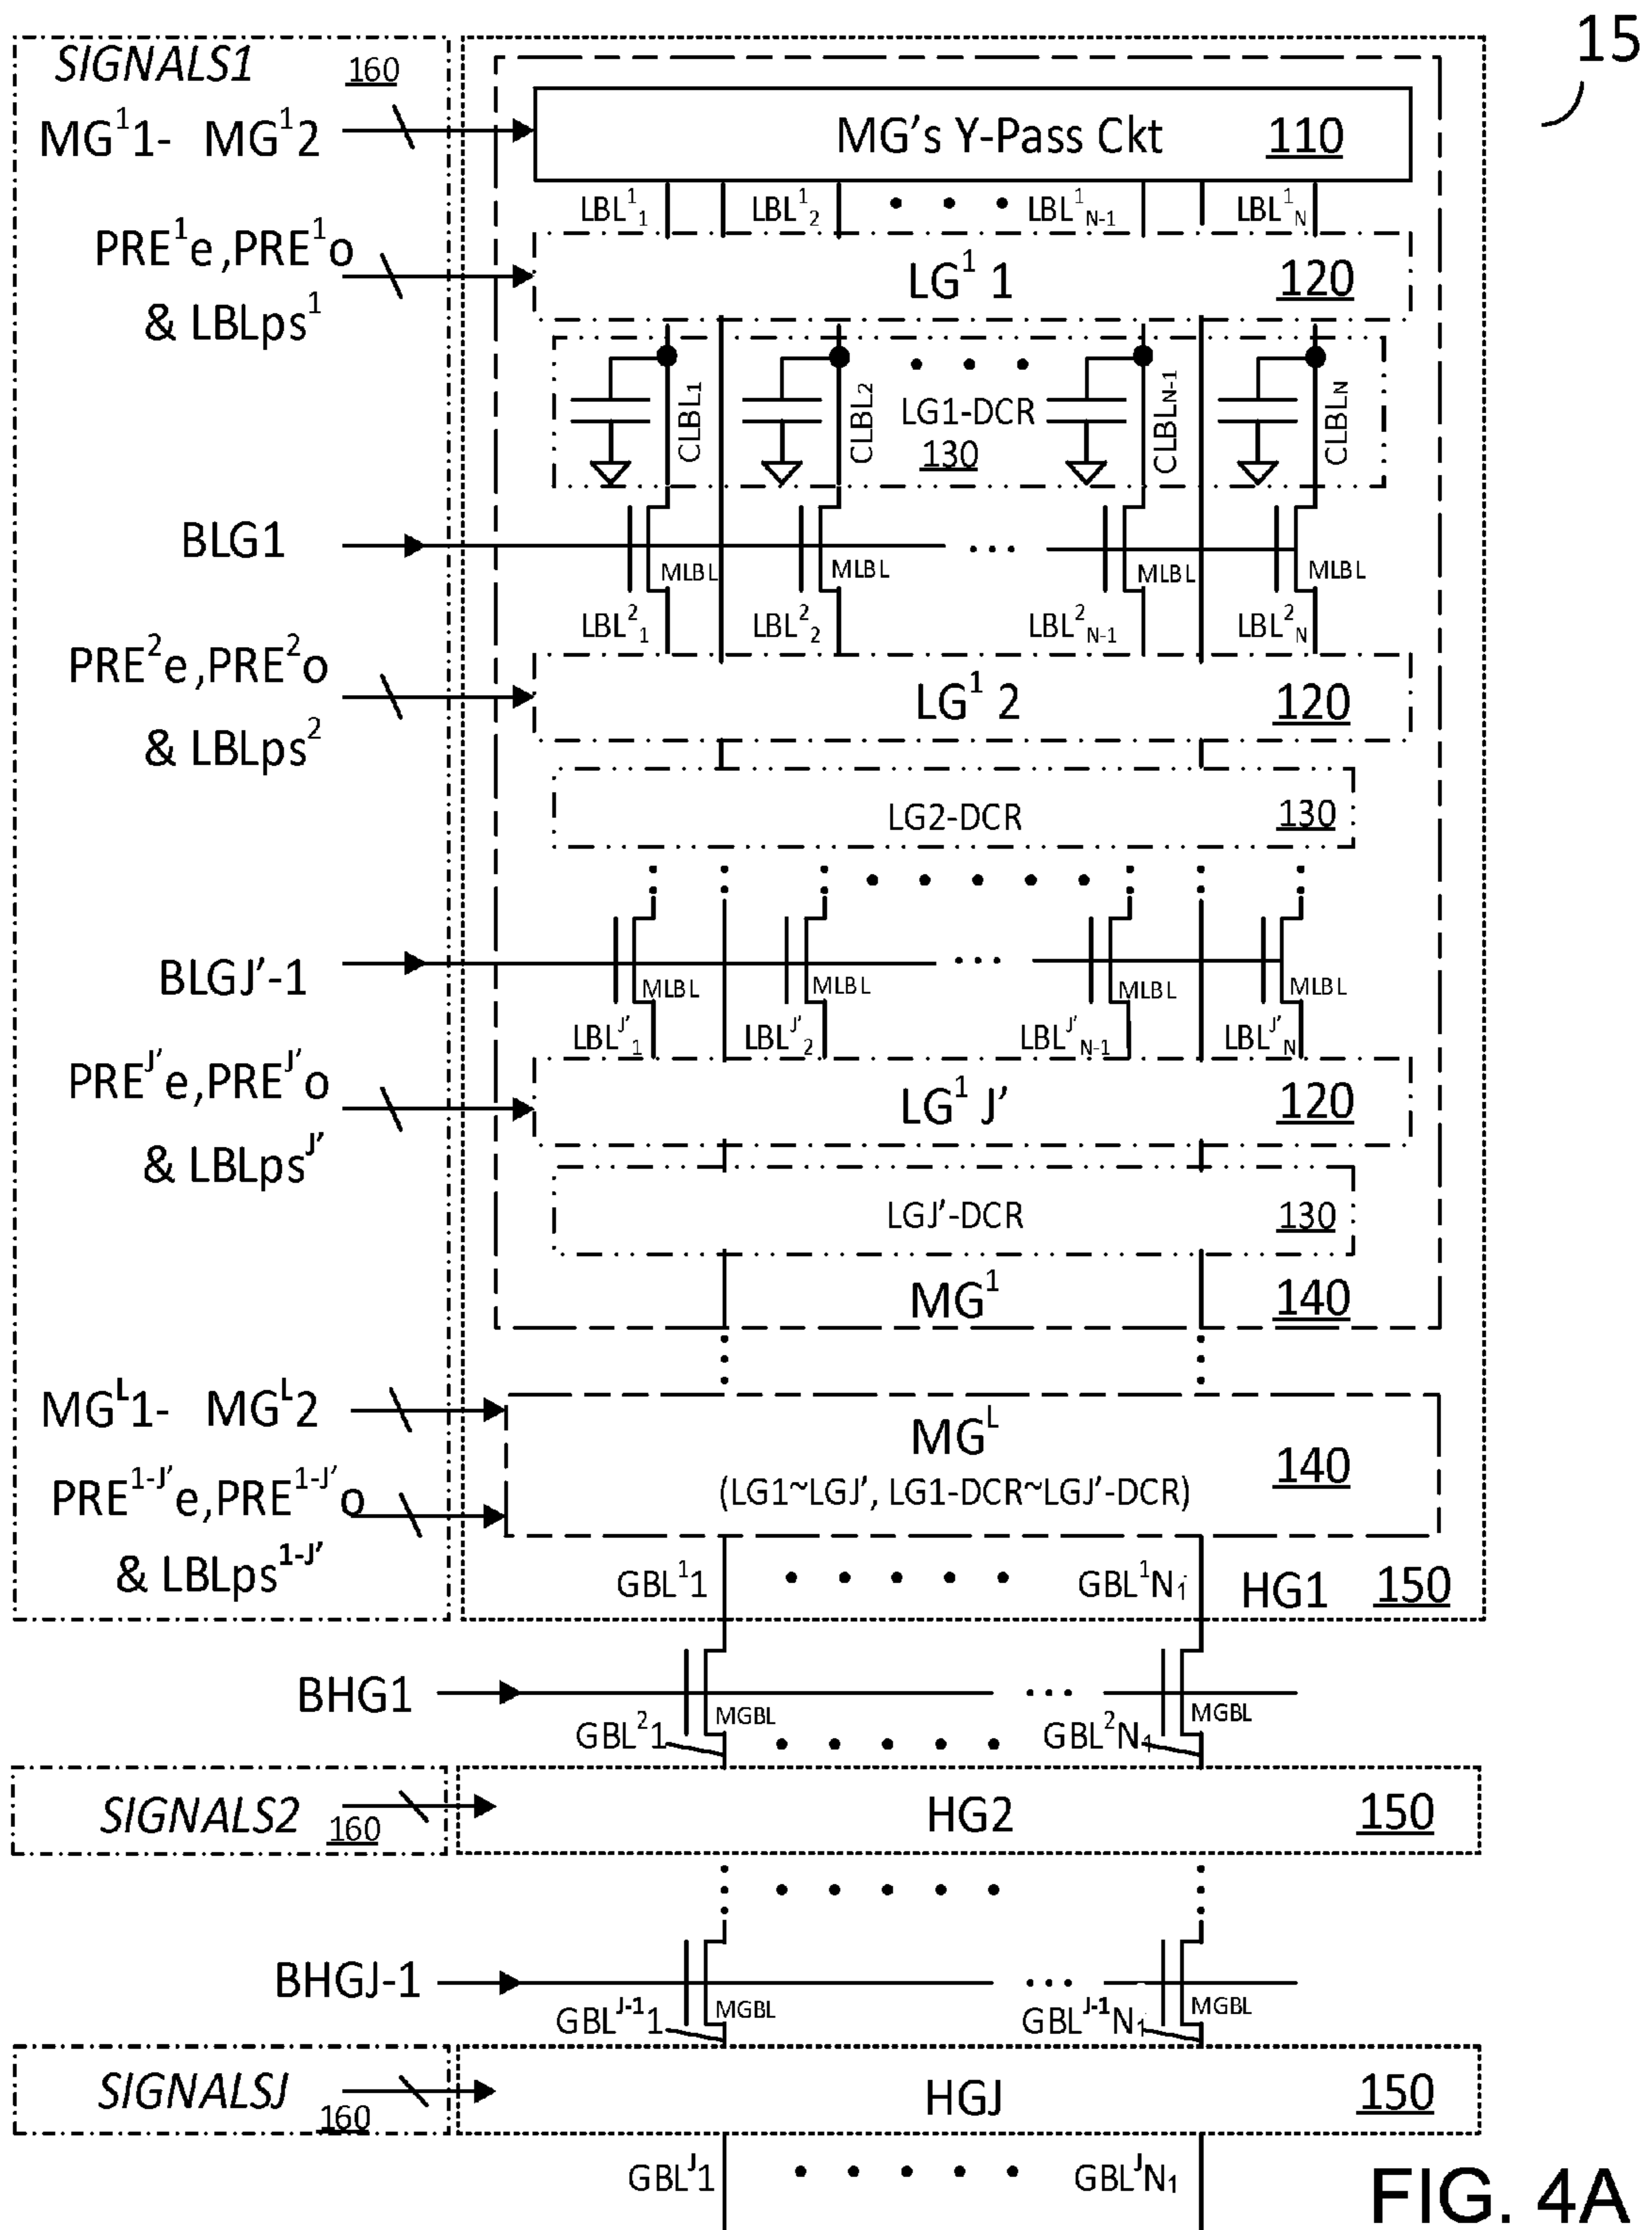 15
SIGNALS1 160
MG¹1- MG¹2
MG's Y-Pass Ckt 110
LBL¹₁ LBL¹₂ • • • LBL¹N-1 LBL¹N
PRE¹e,PRE¹o
& LBLps¹
LG¹ 1 120
CLBL₁ CLBL₂ • • • CLBLN-1 CLBLN
LG1-DCR
130
BLG1
MLBL MLBL ... MLBL MLBL
LBL²₁ LBL²₂ LBL²N-1 LBL²N
PRE²e,PRE²o
& LBLps²
LG¹ 2 120
LG2-DCR 130
BLGJ'-1
MLBL MLBL ... MLBL MLBL
LBLJ'₁ LBLJ'₂ LBLJ'N-1 LBLJ'N
PREJ'e,PREJ'o
& LBLpsJ'
LG¹ J' 120
LGJ'-DCR 130
MG¹ 140
MGL1- MGL2
MGL 140
(LG1~LGJ', LG1-DCR~LGJ'-DCR)
PRE1-J'e,PRE1-J'o
& LBLps1-J'
GBL¹1 • • • • • GBL¹N₁ HG1 150
BHG1
MGBL ... MGBL
GBL²1 • • • • • GBL²N₁
SIGNALS2 160 HG2 150
BHGJ-1
MGBL ... MGBL
GBLJ-11 GBLJ-1N₁
SIGNALSJ 160 HGJ 150
GBLJ1 • • • • • GBLJN₁
FIG. 4A